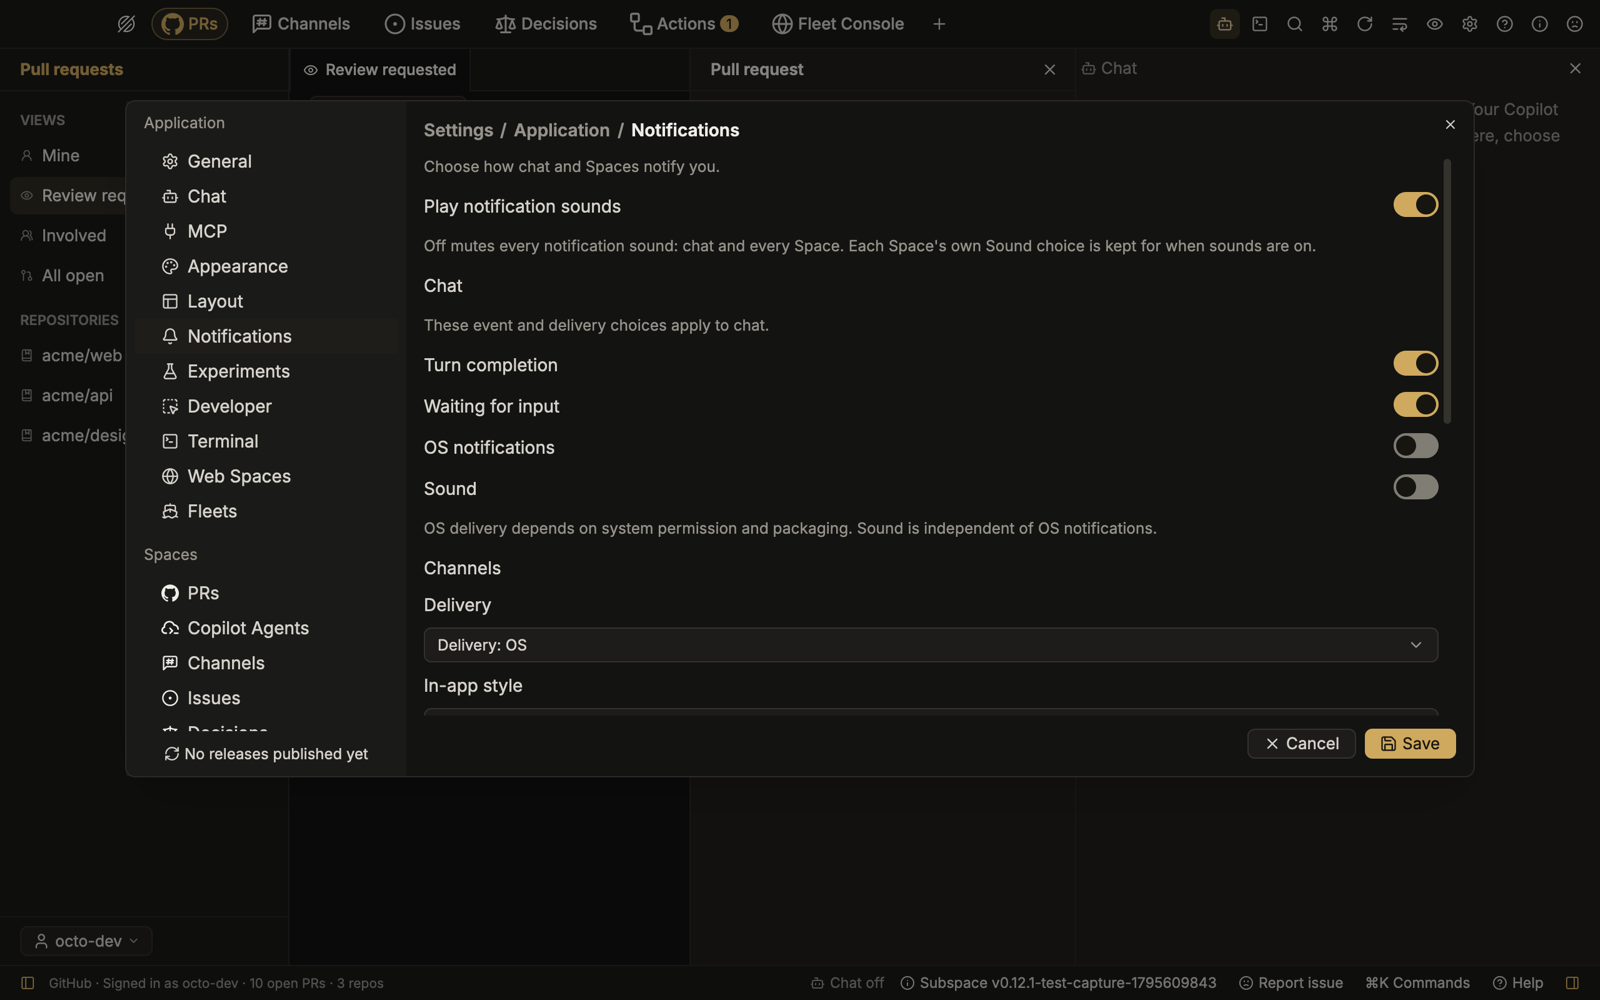 PRs
Channels
Issues
Decisions
Actions 1
Fleet Console
Pull requests
Review requested
Pull request
Chat
VIEWS
Mine
Review req
Involved
All open
REPOSITORIES
acme/web
acme/api
acme/desig
our Copilot
ere, choose
Application
General
Chat
MCP
Appearance
Layout
Notifications
Experiments
Developer
Terminal
Web Spaces
Fleets
Spaces
PRs
Copilot Agents
Channels
Issues
Decisions
No releases published yet
Settings / Application / Notifications
Choose how chat and Spaces notify you.
Play notification sounds
Off mutes every notification sound: chat and every Space. Each Space's own Sound choice is kept for when sounds are on.
Chat
These event and delivery choices apply to chat.
Turn completion
Waiting for input
OS notifications
Sound
OS delivery depends on system permission and packaging. Sound is independent of OS notifications.
Channels
Delivery
Delivery: OS
In-app style
Cancel
Save
octo-dev
GitHub · Signed in as octo-dev · 10 open PRs · 3 repos
Chat off
Subspace v0.12.1-test-capture-1795609843
Report issue
⌘K Commands
Help